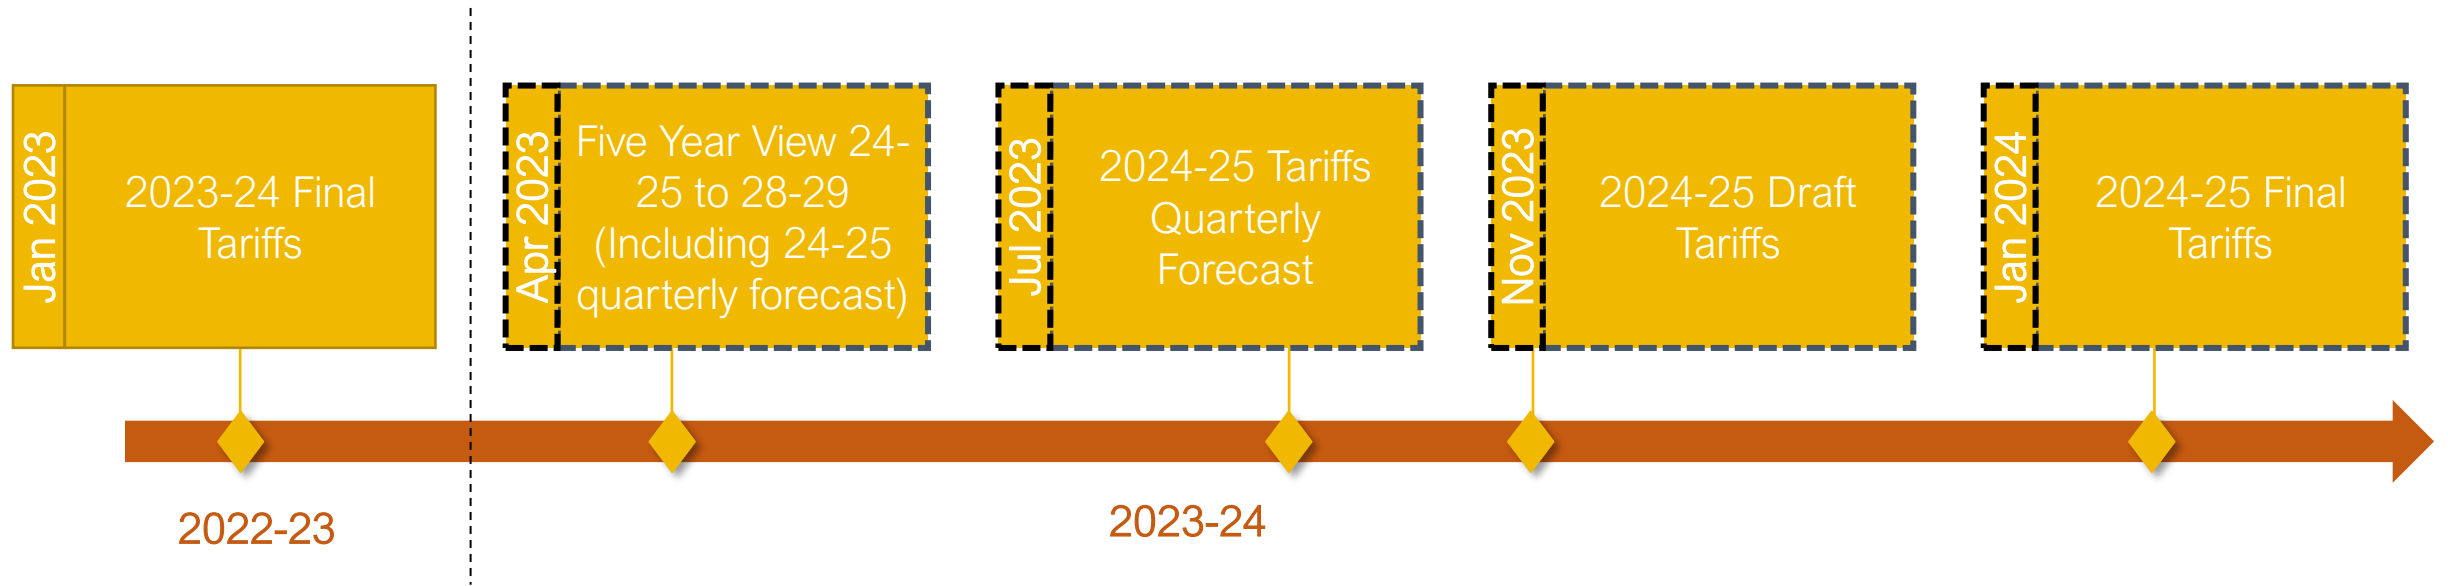 Jan 2023
2023-24 Final
Tariffs
Apr 2023
Five Year View 24-
25 to 28-29
(Including 24-25
quarterly forecast)
Jul 2023
2024-25 Tariffs
Quarterly
Forecast
Nov 2023
2024-25 Draft
Tariffs
Jan 2024
2024-25 Final
Tariffs
2022-23
2023-24